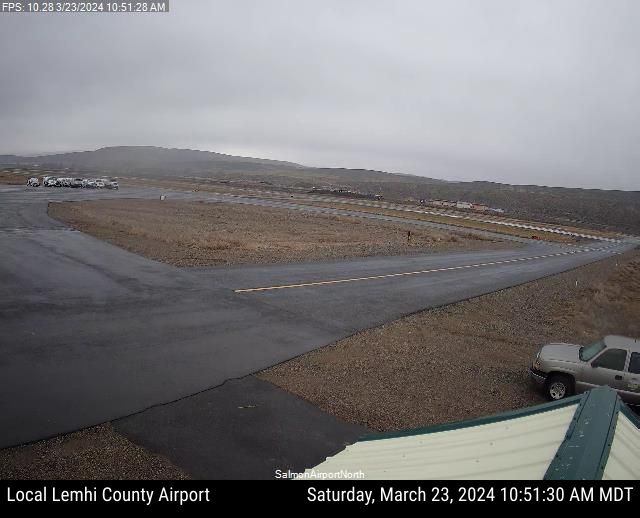 FPS: 10.28 3/23/2024 10:51:28 AM
SalmonAirportNorth
Local Lemhi County Airport Saturday, March 23, 2024 10:51:30 AM MDT